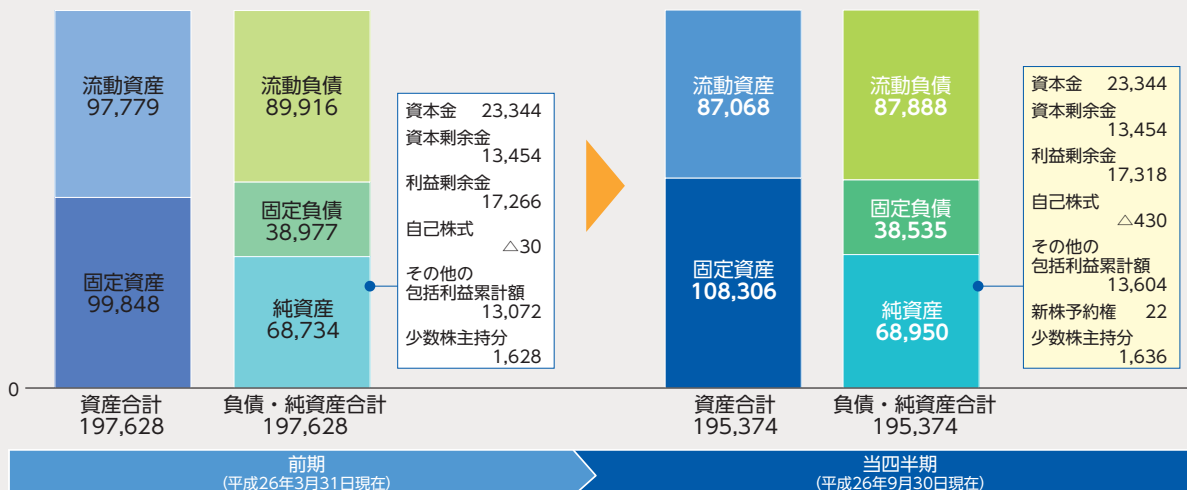 流動資産
97,779
固定資産
99,848
流動負債
89,916
固定負債
38,977
純資産
68,734
資本金 23,344
資本剰余金
13,454
利益剰余金
17,266
自己株式
△30
その他の
包括利益累計額
13,072
少数株主持分
1,628
流動資産
87,068
固定資産
108,306
流動負債
87,888
固定負債
38,535
純資産
68,950
資本金 23,344
資本剰余金
13,454
利益剰余金
17,318
自己株式
△430
その他の
包括利益累計額
13,604
新株予約権 22
少数株主持分
1,636
0
資産合計
197,628
負債・純資産合計
197,628
資産合計
195,374
負債・純資産合計
195,374
前期
(平成26年3月31日現在)
当四半期
(平成26年9月30日現在)